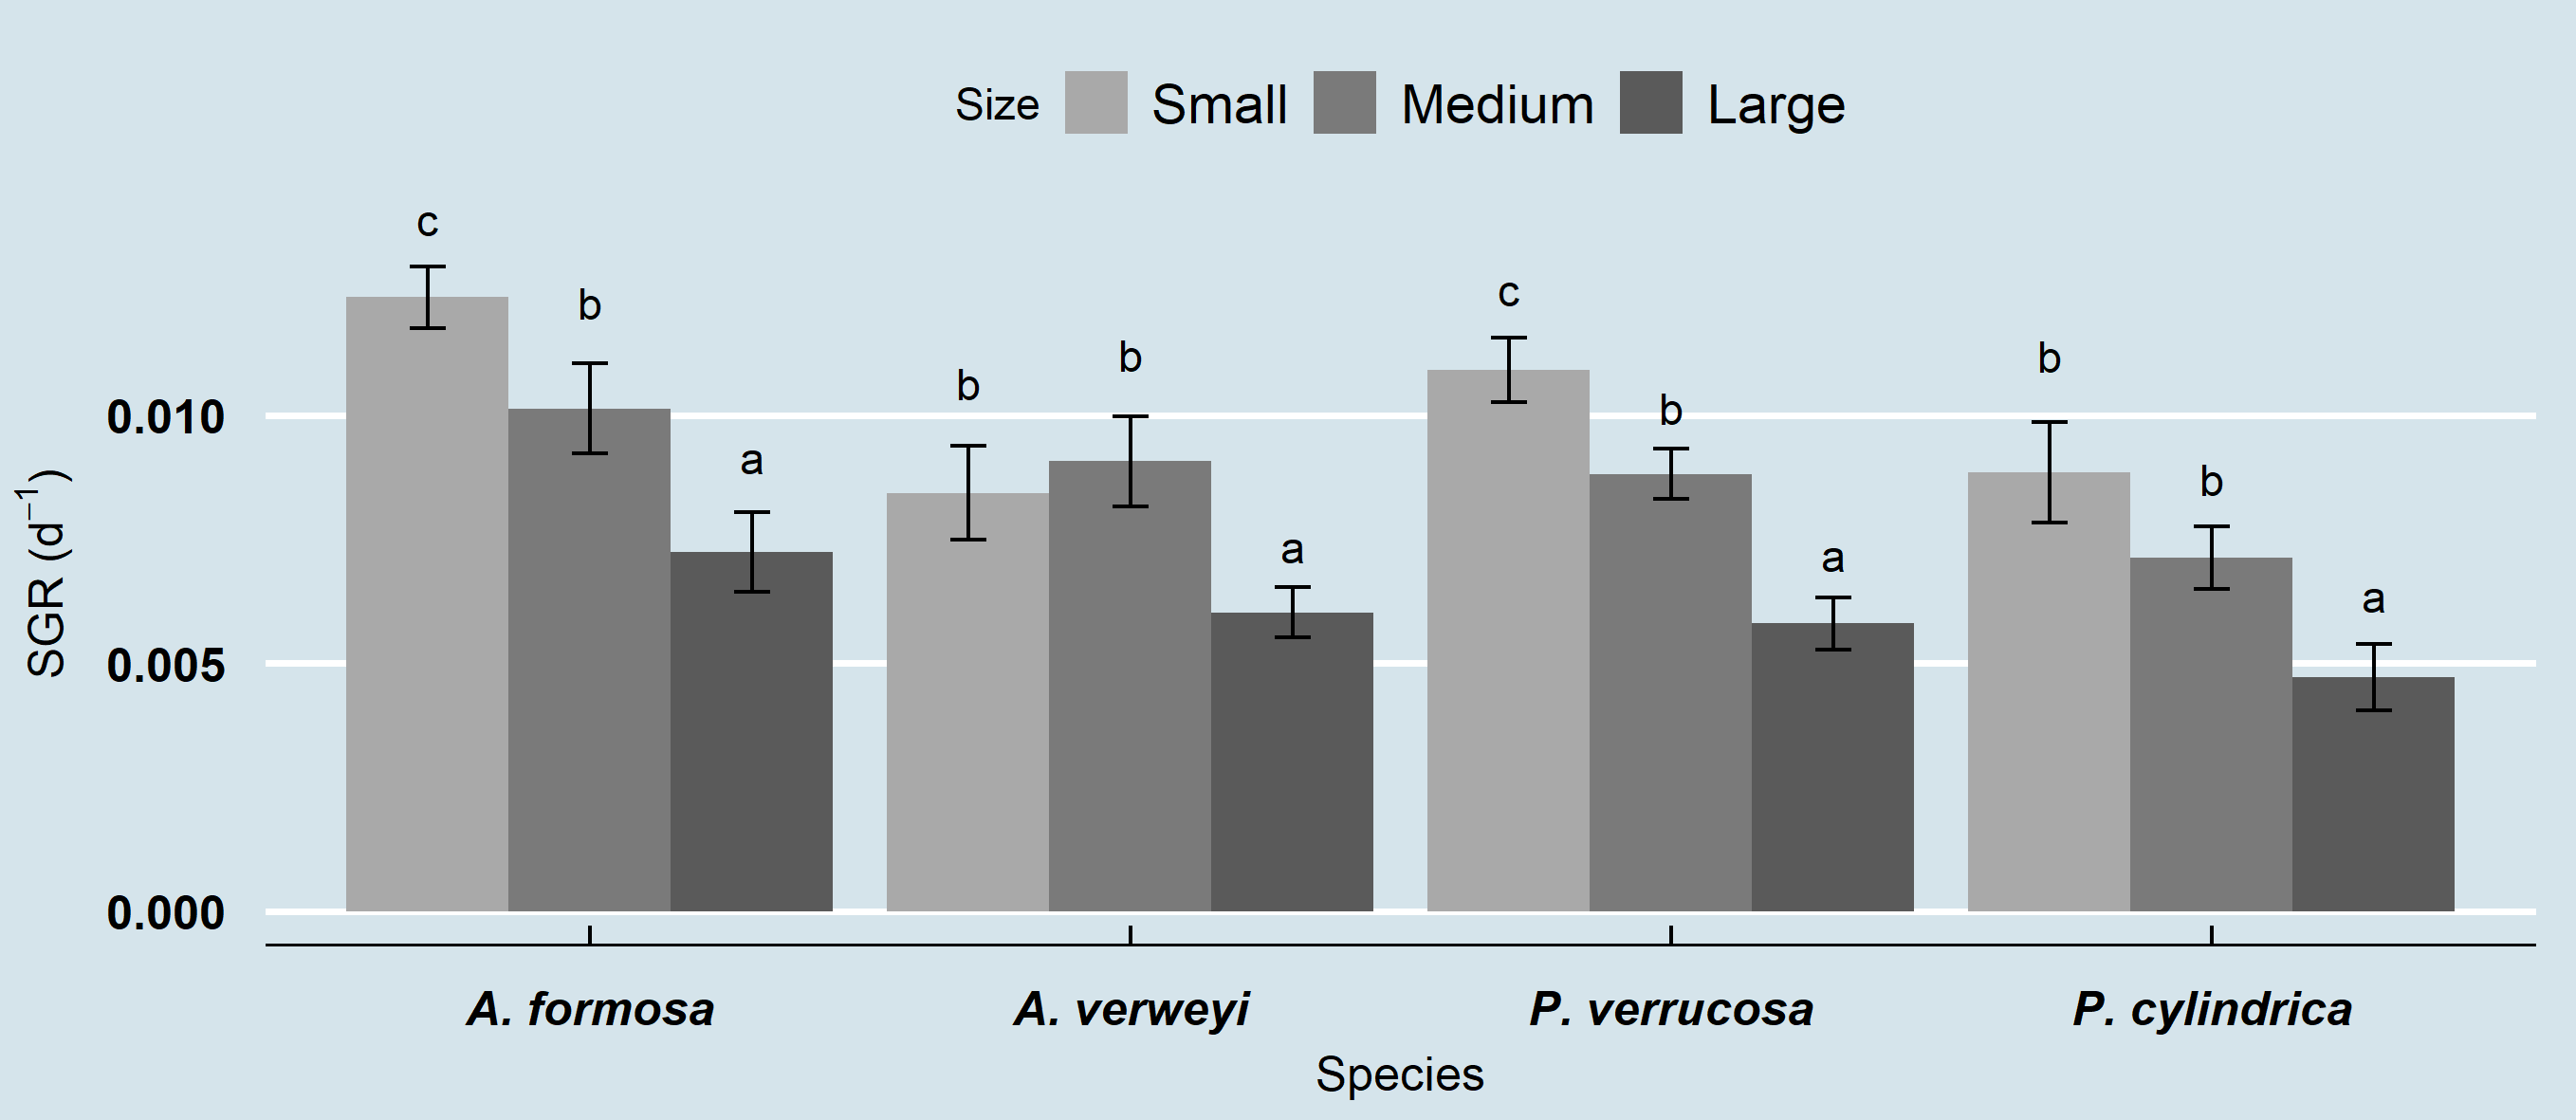 Size Small Medium Large
c
b
a
b
b
a
c
b
a
b
b
a
0.010
0.005
0.000
SGR (d⁻¹)
A. formosa A. verweyi P. verrucosa P. cylindrica
Species